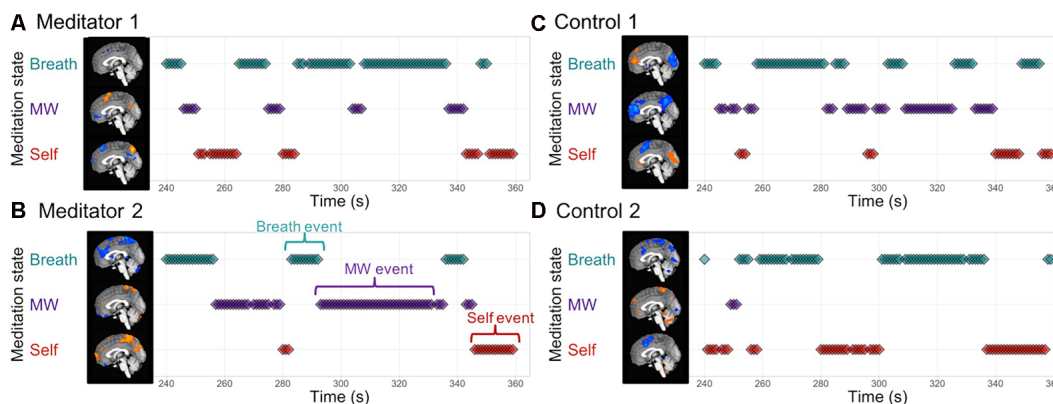 A Meditator 1
Meditation state
Breath
MW
Self
240 260 280 300 320 340 360
Time (s)
B Meditator 2
Meditation state
Breath
MW
Self
Breath event
MW event
Self event
240 260 280 300 320 340 360
Time (s)
C Control 1
Meditation state
Breath
MW
Self
240 260 280 300 320 340 360
Time (s)
D Control 2
Meditation state
Breath
MW
Self
240 260 280 300 320 340 360
Time (s)